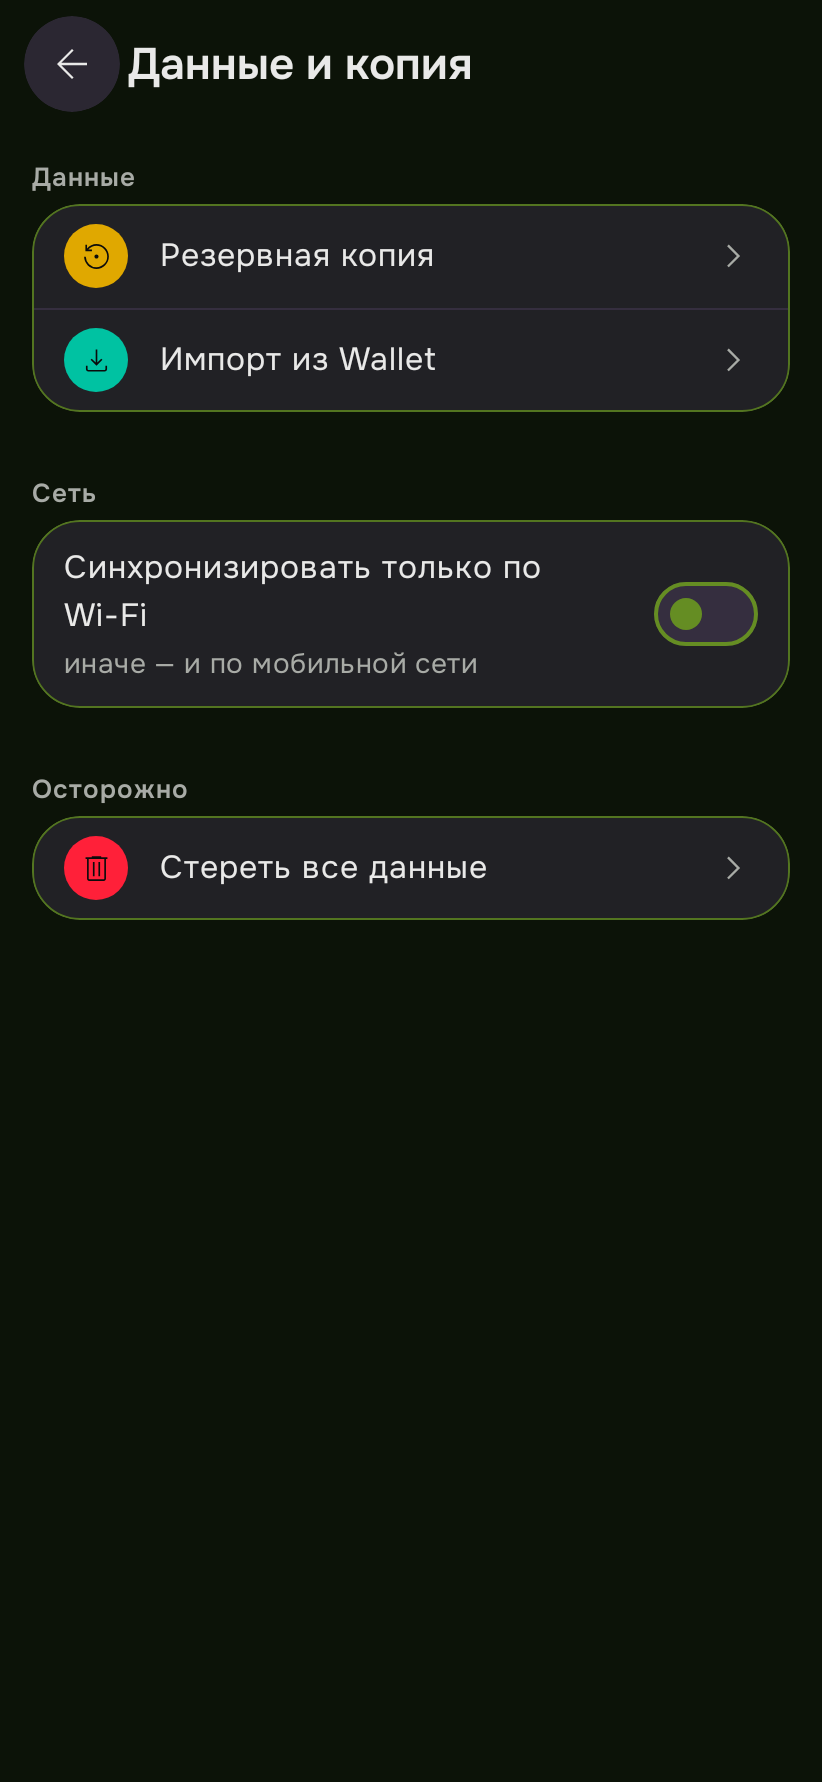 Данные и копия
Данные
Резервная копия
Импорт из Wallet
Сеть
Синхронизировать только по
Wi-Fi
иначе — и по мобильной сети
Осторожно
Стереть все данные